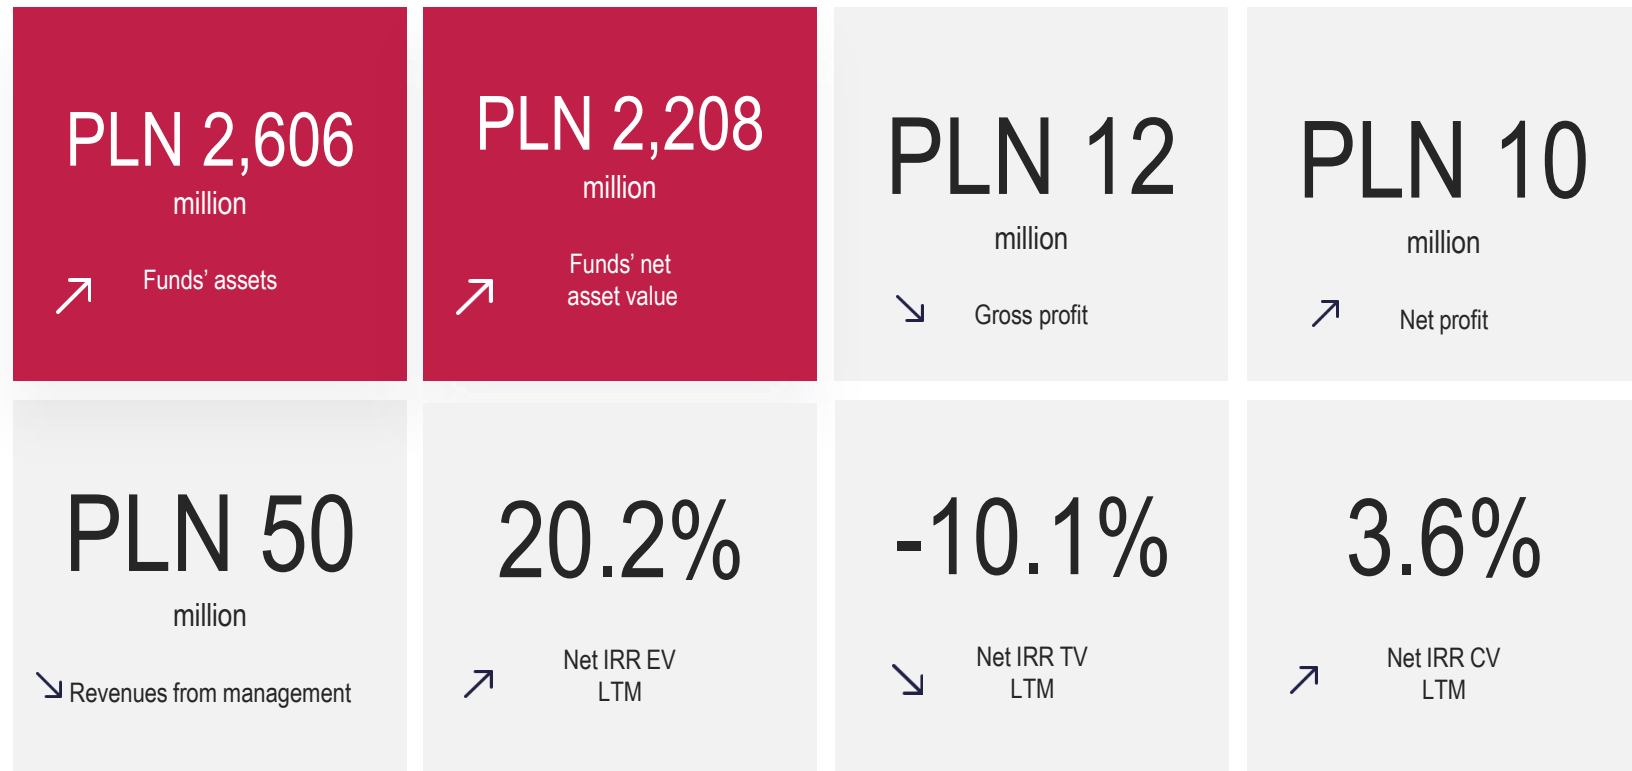 PLN 2,606
million
Funds’ assets
PLN 2,208
million
Funds’ net
asset value
PLN 12
million
Gross profit
PLN 10
million
Net profit
PLN 50
million
Revenues from management
20.2%
Net IRR EV
LTM
-10.1%
Net IRR TV
LTM
3.6%
Net IRR CV
LTM